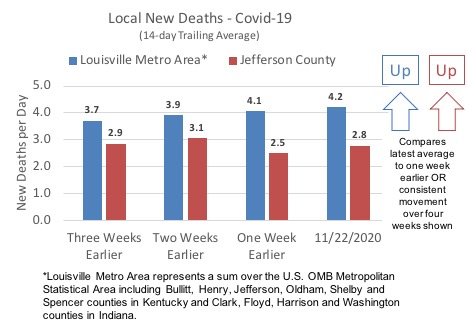 Local New Deaths - Covid-19
(14-day Trailing Average)
Louisville Metro Area* Jefferson County
Up Up
New Deaths per Day
5.0
4.0
3.0
2.0
1.0
0.0
3.7 2.9 3.9 3.1 4.1 2.5 4.2 2.8
Three Weeks Earlier
Two Weeks Earlier
One Week Earlier
11/22/2020
Compares
latest average
to one week
earlier OR
consistent
movement
over four
weeks shown
*Louisville Metro Area represents a sum over the U.S. OMB Metropolitan
Statistical Area including Bullitt, Henry, Jefferson, Oldham, Shelby and
Spencer counties in Kentucky and Clark, Floyd, Harrison and Washington
counties in Indiana.